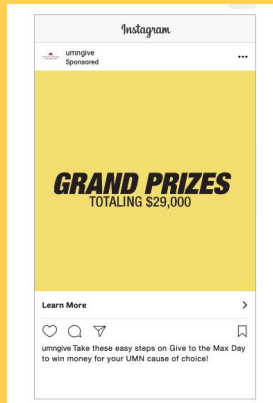 Instagram
umngive
Sponsored
GRAND PRIZES
TOTALING $29,000
Learn More
umngive Take these easy steps on Give to the Max Day
to win money for your UMN cause of choice!